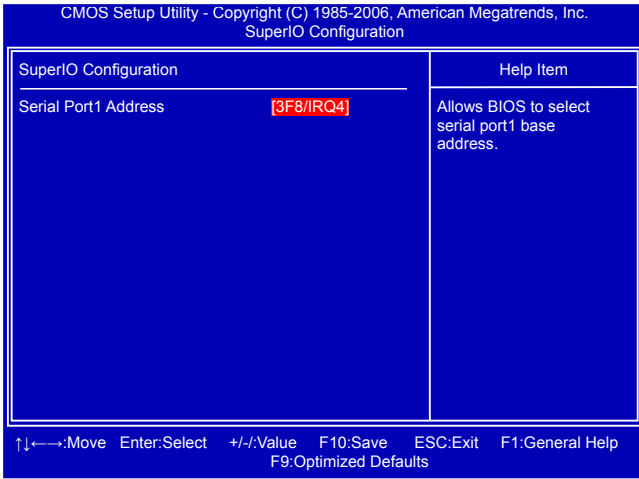 CMOS Setup Utility - Copyright (C) 1985-2006, American Megatrends, Inc.
SuperIO Configuration
SuperIO Configuration
Help Item
Serial Port1 Address [3F8/IRQ4]
Allows BIOS to select
serial port1 base
address.
↑↓←→:Move Enter:Select +/-/:Value F10:Save ESC:Exit F1:General Help
F9:Optimized Defaults